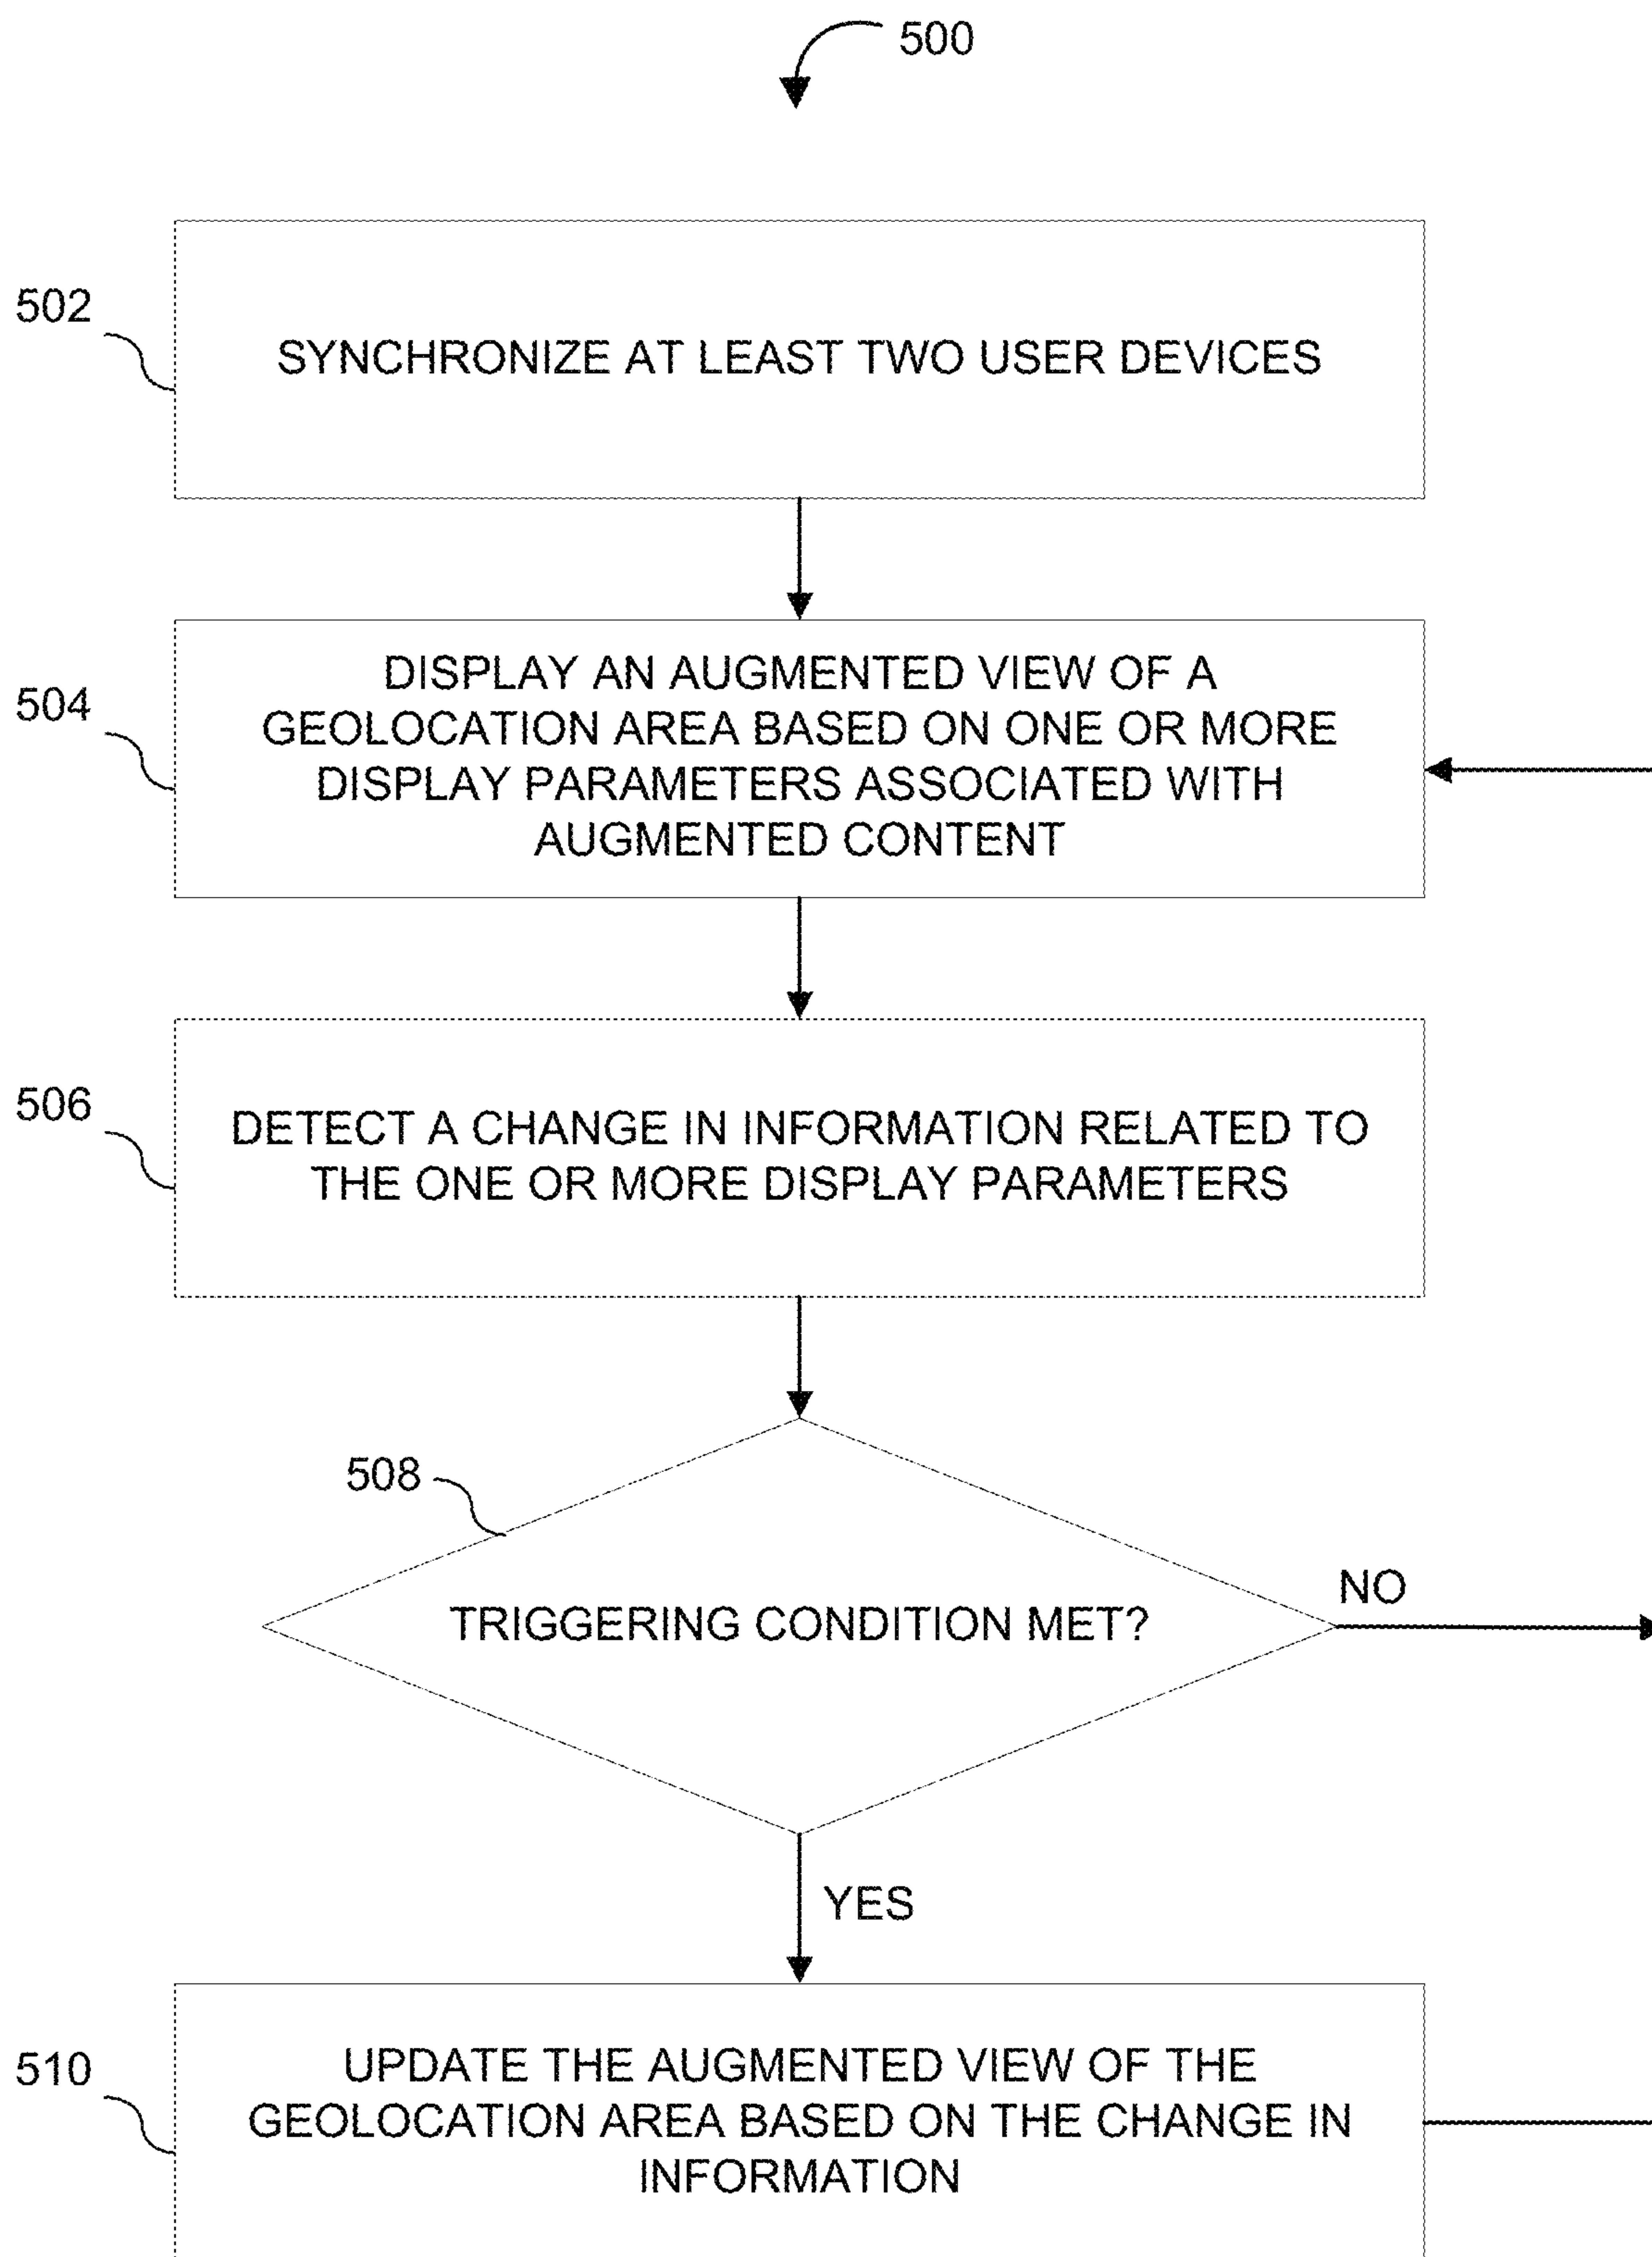 500
502
SYNCHRONIZE AT LEAST TWO USER DEVICES
504
DISPLAY AN AUGMENTED VIEW OF A
GEOLOCATION AREA BASED ON ONE OR MORE
DISPLAY PARAMETERS ASSOCIATED WITH
AUGMENTED CONTENT
506
DETECT A CHANGE IN INFORMATION RELATED TO
THE ONE OR MORE DISPLAY PARAMETERS
508
TRIGGERING CONDITION MET?
NO
YES
510
UPDATE THE AUGMENTED VIEW OF THE
GEOLOCATION AREA BASED ON THE CHANGE IN
INFORMATION